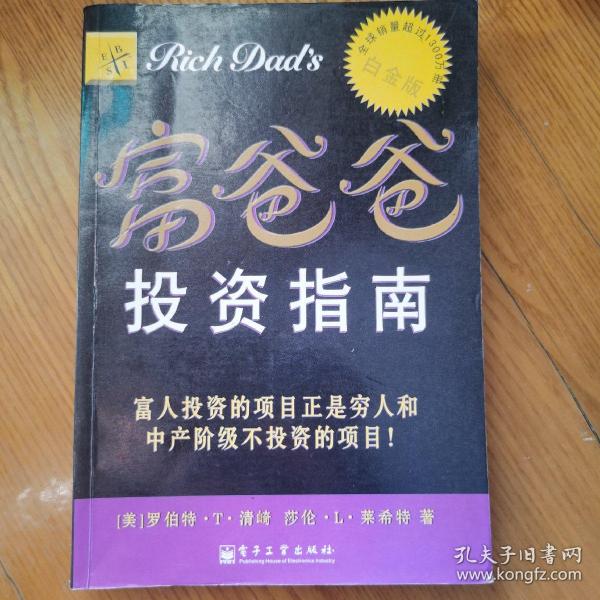 E B S I
Rich Dad's
全球销量超过1300万册
白金版
富爸爸
投资指南
富人投资的项目正是穷人和
中产阶级不投资的项目！
[美]罗伯特·T·清崎 莎伦·L·莱希特 著
电子工业出版社
Publishing House of Electronics Industry
孔夫子旧书网
www.kongfz.com